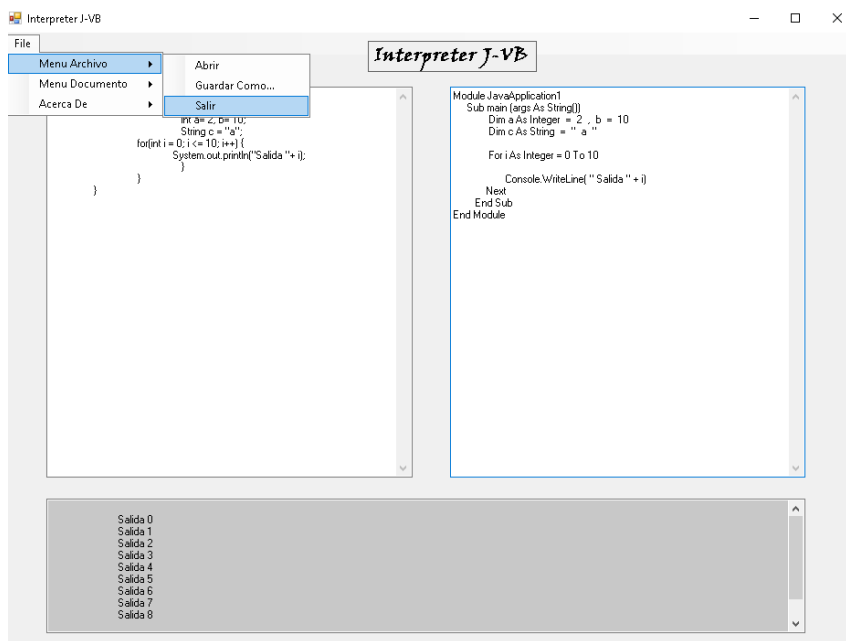 Interpreter J-VB
File
Interpreter J-VB
Menu Archivo
Menu Documento
Acerca De
Abrir
Guardar Como...
Salir
int a= 2, b= 10;
String c = "a";
for(int i = 0; i <= 10; i++) {
System.out.println("Salida "+ i);
}
}
}
Module JavaApplication1
Sub main (args As String())
Dim a As Integer = 2 , b = 10
Dim c As String = " a "
For i As Integer = 0 To 10
Console.WriteLine( " Salida " + i)
Next
End Sub
End Module
Salida 0
Salida 1
Salida 2
Salida 3
Salida 4
Salida 5
Salida 6
Salida 7
Salida 8